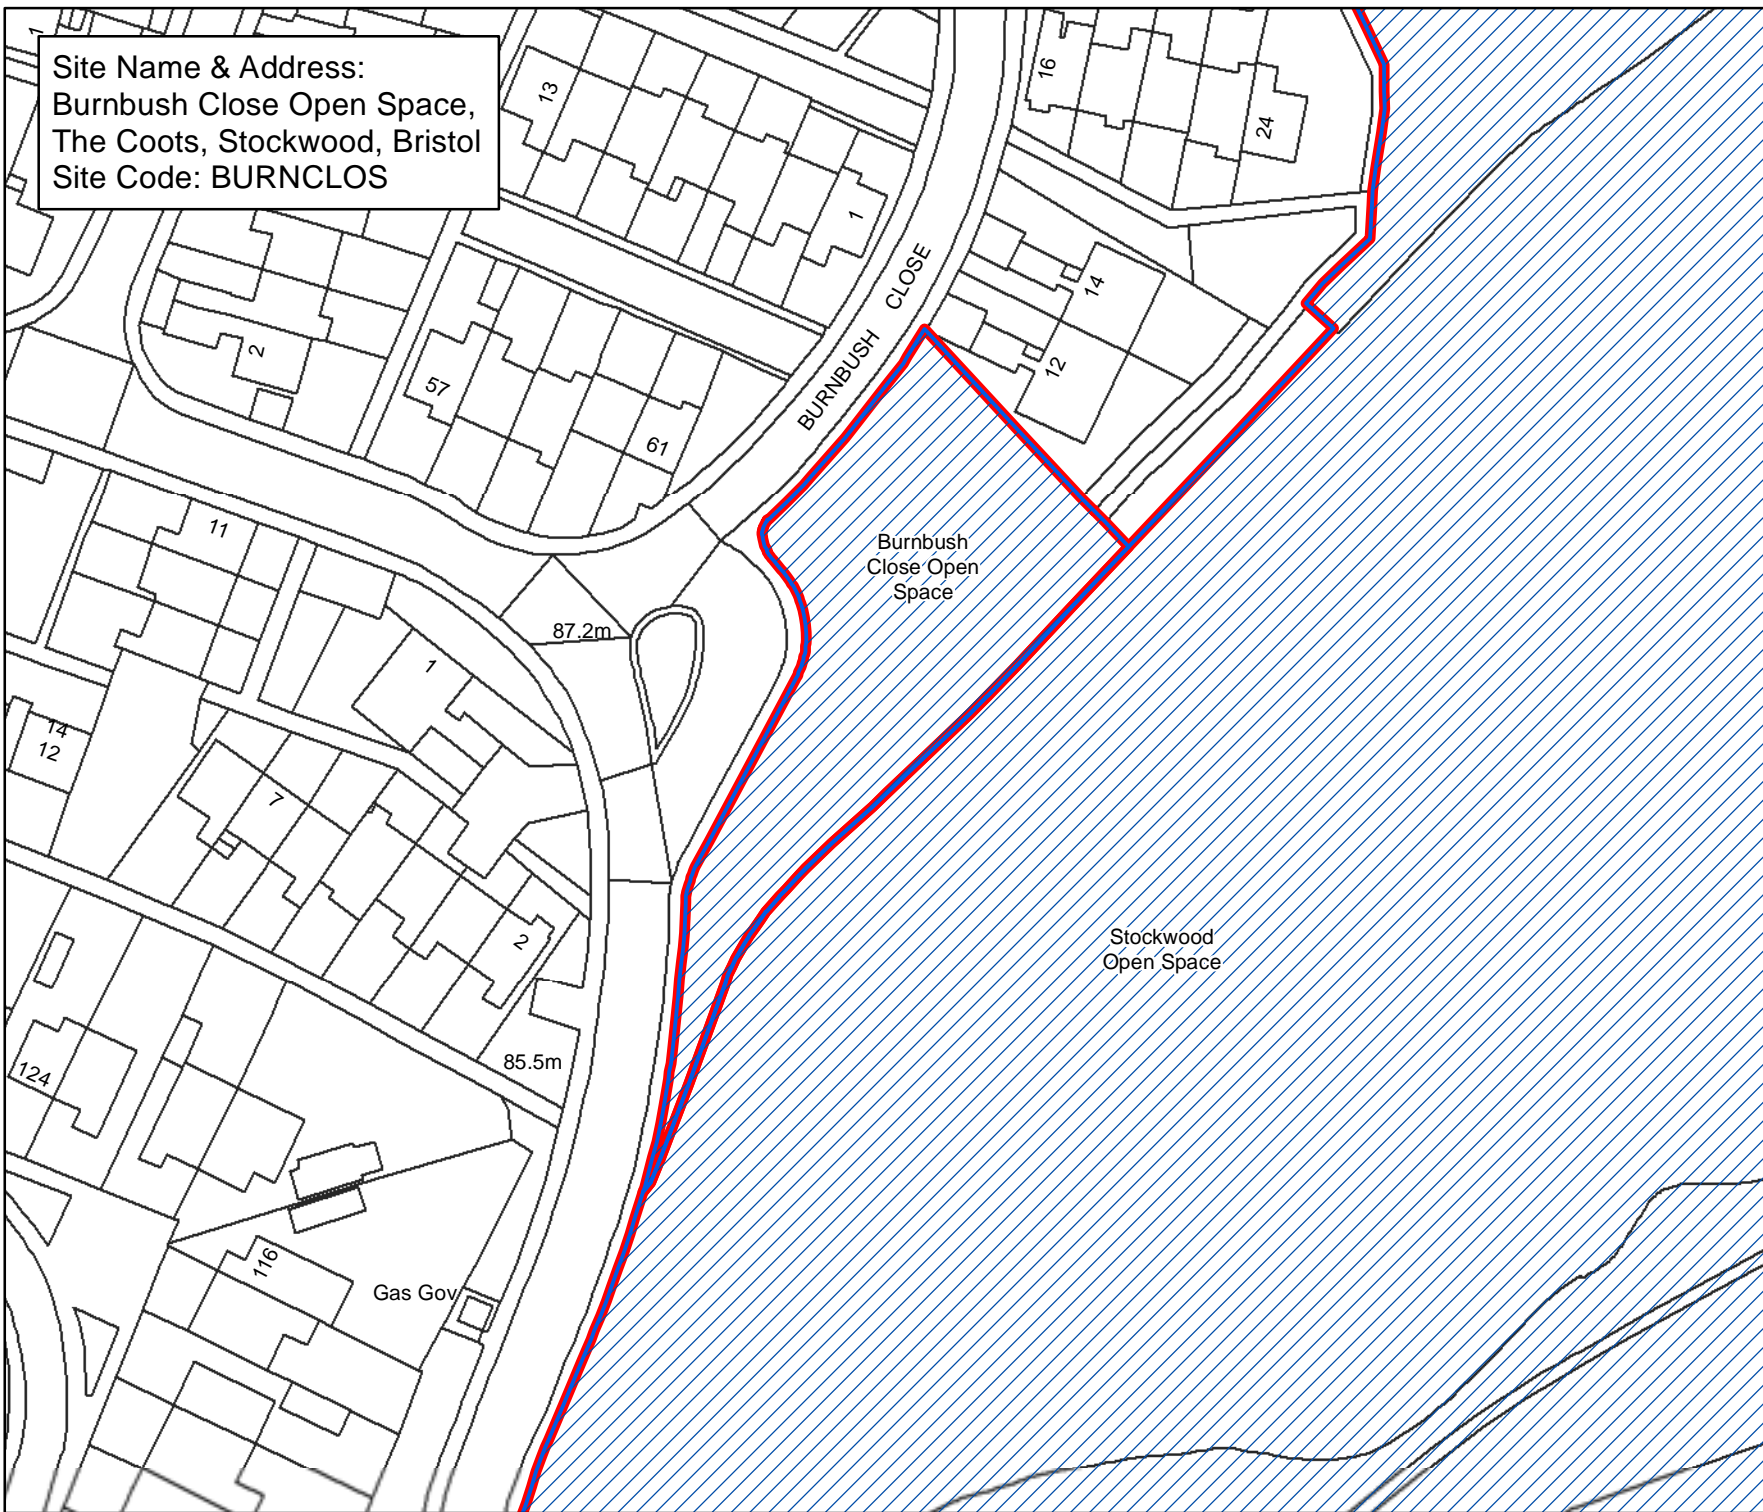 Site Name & Address:
Burnbush Close Open Space,
The Coots, Stockwood, Bristol
Site Code: BURNCLOS
1
13
16
24
1
BURNBUSH CLOSE
14
12
2
57
61
11
Burnbush
Close Open
Space
87.2m
1
14
12
7
2
Stockwood
Open Space
85.5m
124
116
Gas Gov